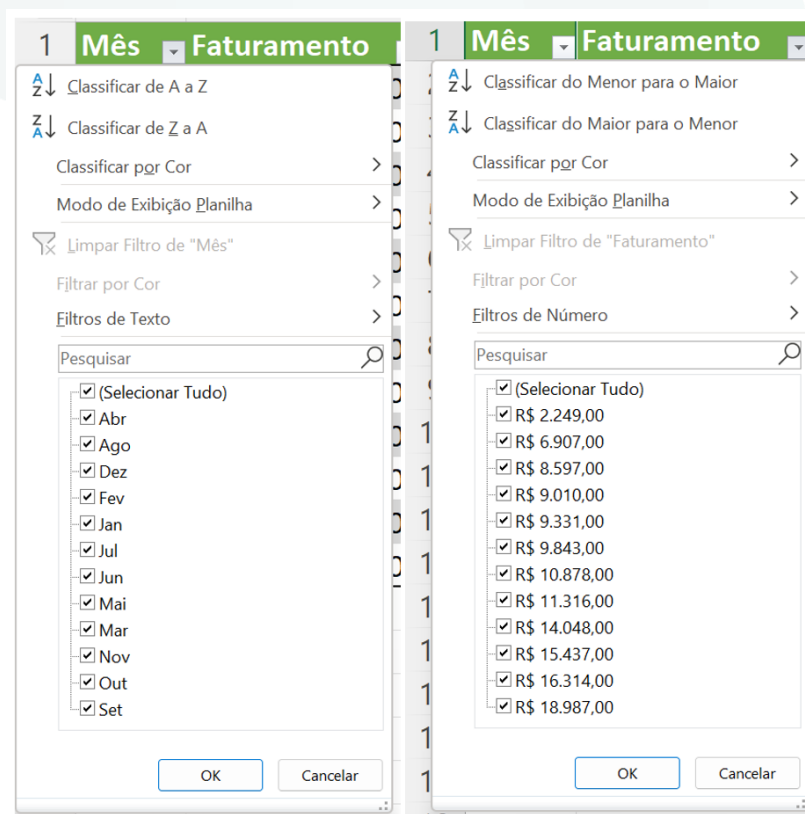 1 Mês Faturamento
Classificar de A a Z
Classificar de Z a A
Classificar por Cor
Modo de Exibição Planilha
Limpar Filtro de "Mês"
Filtrar por Cor
Filtros de Texto
Pesquisar
(Selecionar Tudo)
Abr
Ago
Dez
Fev
Jan
Jul
Jun
Mai
Mar
Nov
Out
Set
OK Cancelar
1 Mês Faturamento
Classificar do Menor para o Maior
Classificar do Maior para o Menor
Classificar por Cor
Modo de Exibição Planilha
Limpar Filtro de "Faturamento"
Filtrar por Cor
Filtros de Número
Pesquisar
(Selecionar Tudo)
R$ 2.249,00
R$ 6.907,00
R$ 8.597,00
R$ 9.010,00
R$ 9.331,00
R$ 9.843,00
R$ 10.878,00
R$ 11.316,00
R$ 14.048,00
R$ 15.437,00
R$ 16.314,00
R$ 18.987,00
OK Cancelar